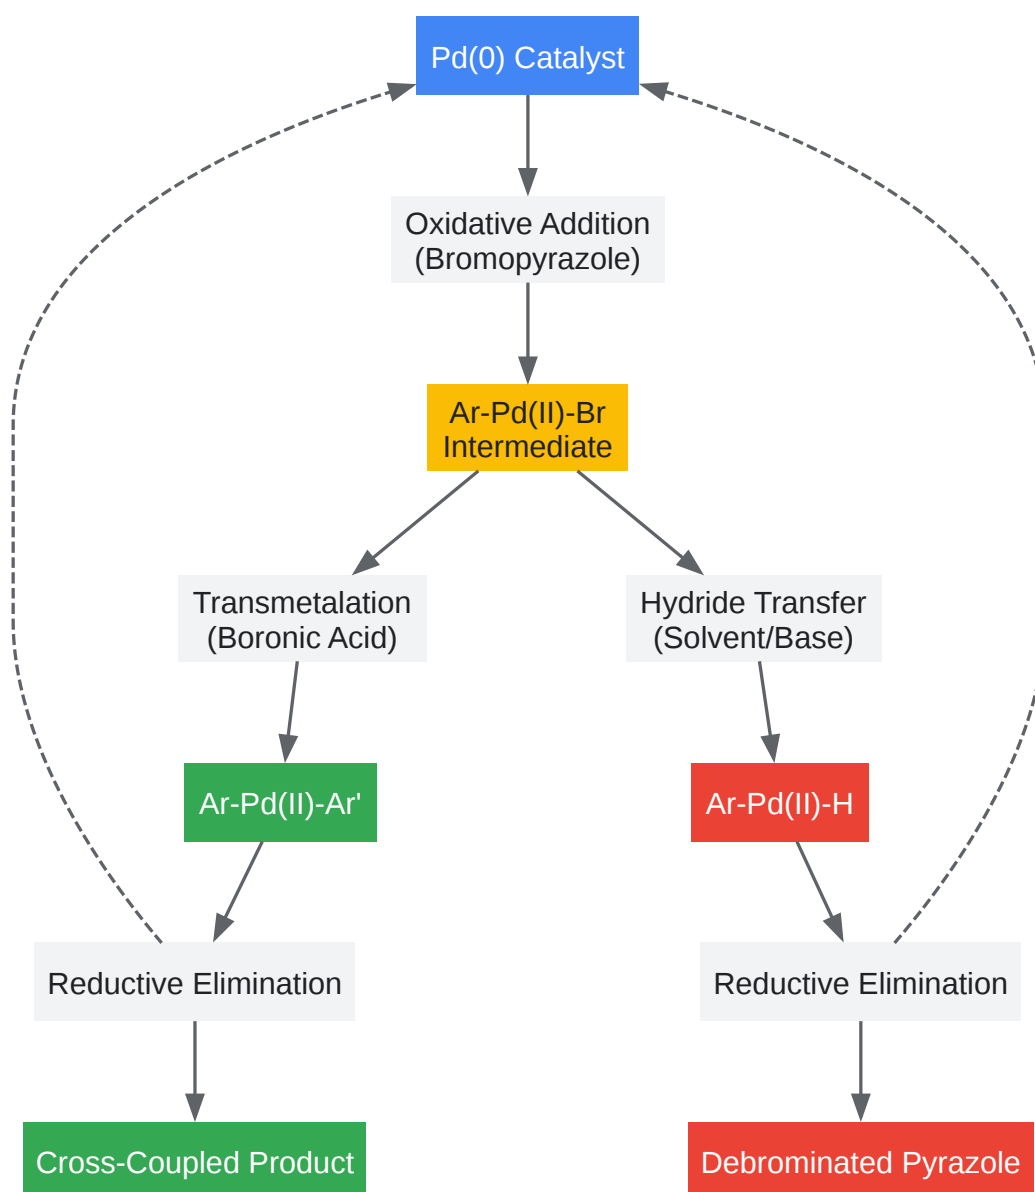 Pd(0) Catalyst
Oxidative Addition
(Bromopyrazole)
Ar-Pd(II)-Br
Intermediate
Transmetalation
(Boronic Acid)
Hydride Transfer
(Solvent/Base)
Ar-Pd(II)-Ar'
Ar-Pd(II)-H
Reductive Elimination
Reductive Elimination
Cross-Coupled Product
Debrominated Pyrazole